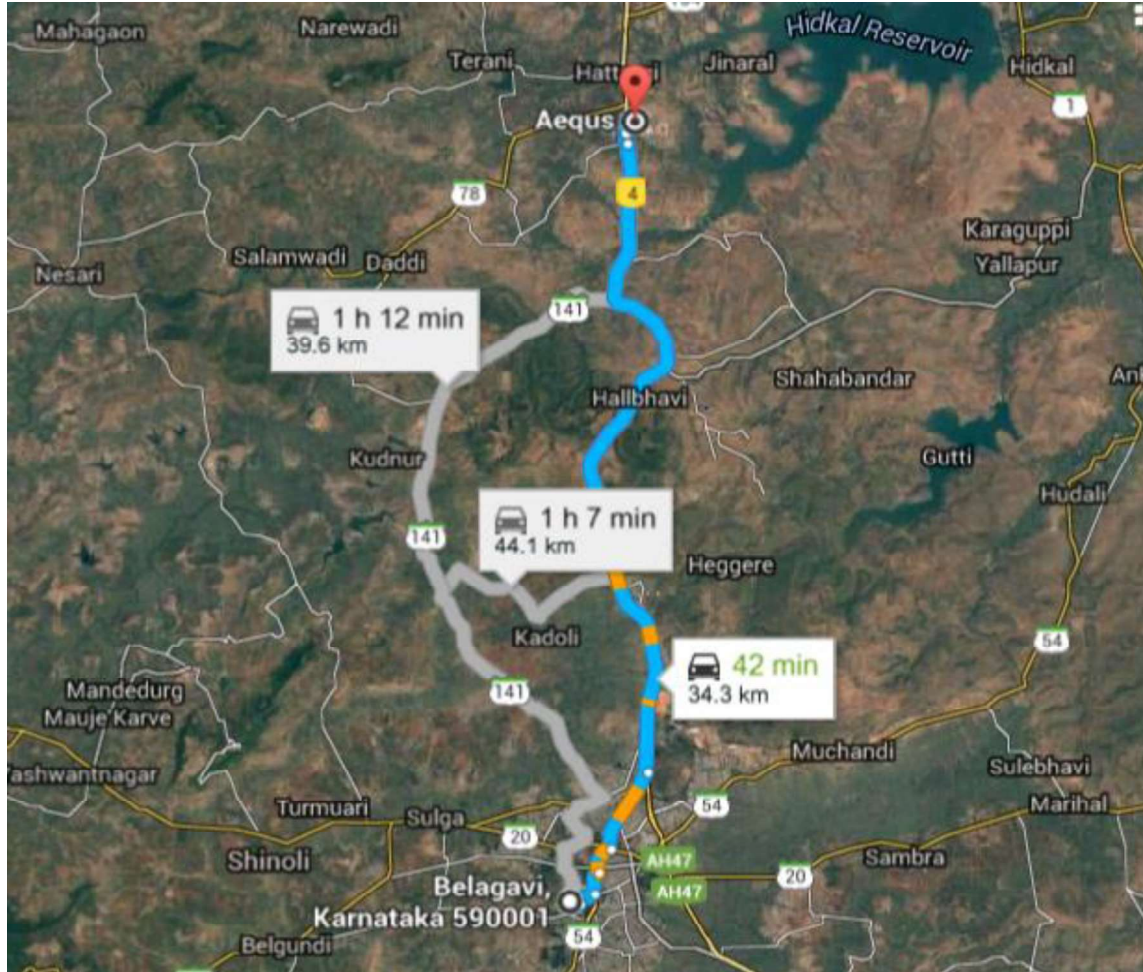 Mahagaon
Narewadi
Terani
Jinaral
Hidkal Reservoir
Hidkal
1
Aequs
4
78
Karaguppi
Salamwadi
Daddi
Yallapur
Nesari
141
1 h 12 min
39.6 km
Shahabandar
Hallbhavi
Kudnur
Gutti
Hudali
1 h 7 min
44.1 km
141
Heggere
Kadoli
54
42 min
34.3 km
Mandedurg
Mauje Karve
141
Muchandi
Sulebhavi
Turmuari
Sulga
54
Marihal
20
Shinoli
AH47
Sambra
20
AH47
Belagavi,
Karnataka 590001
54
Belgundi